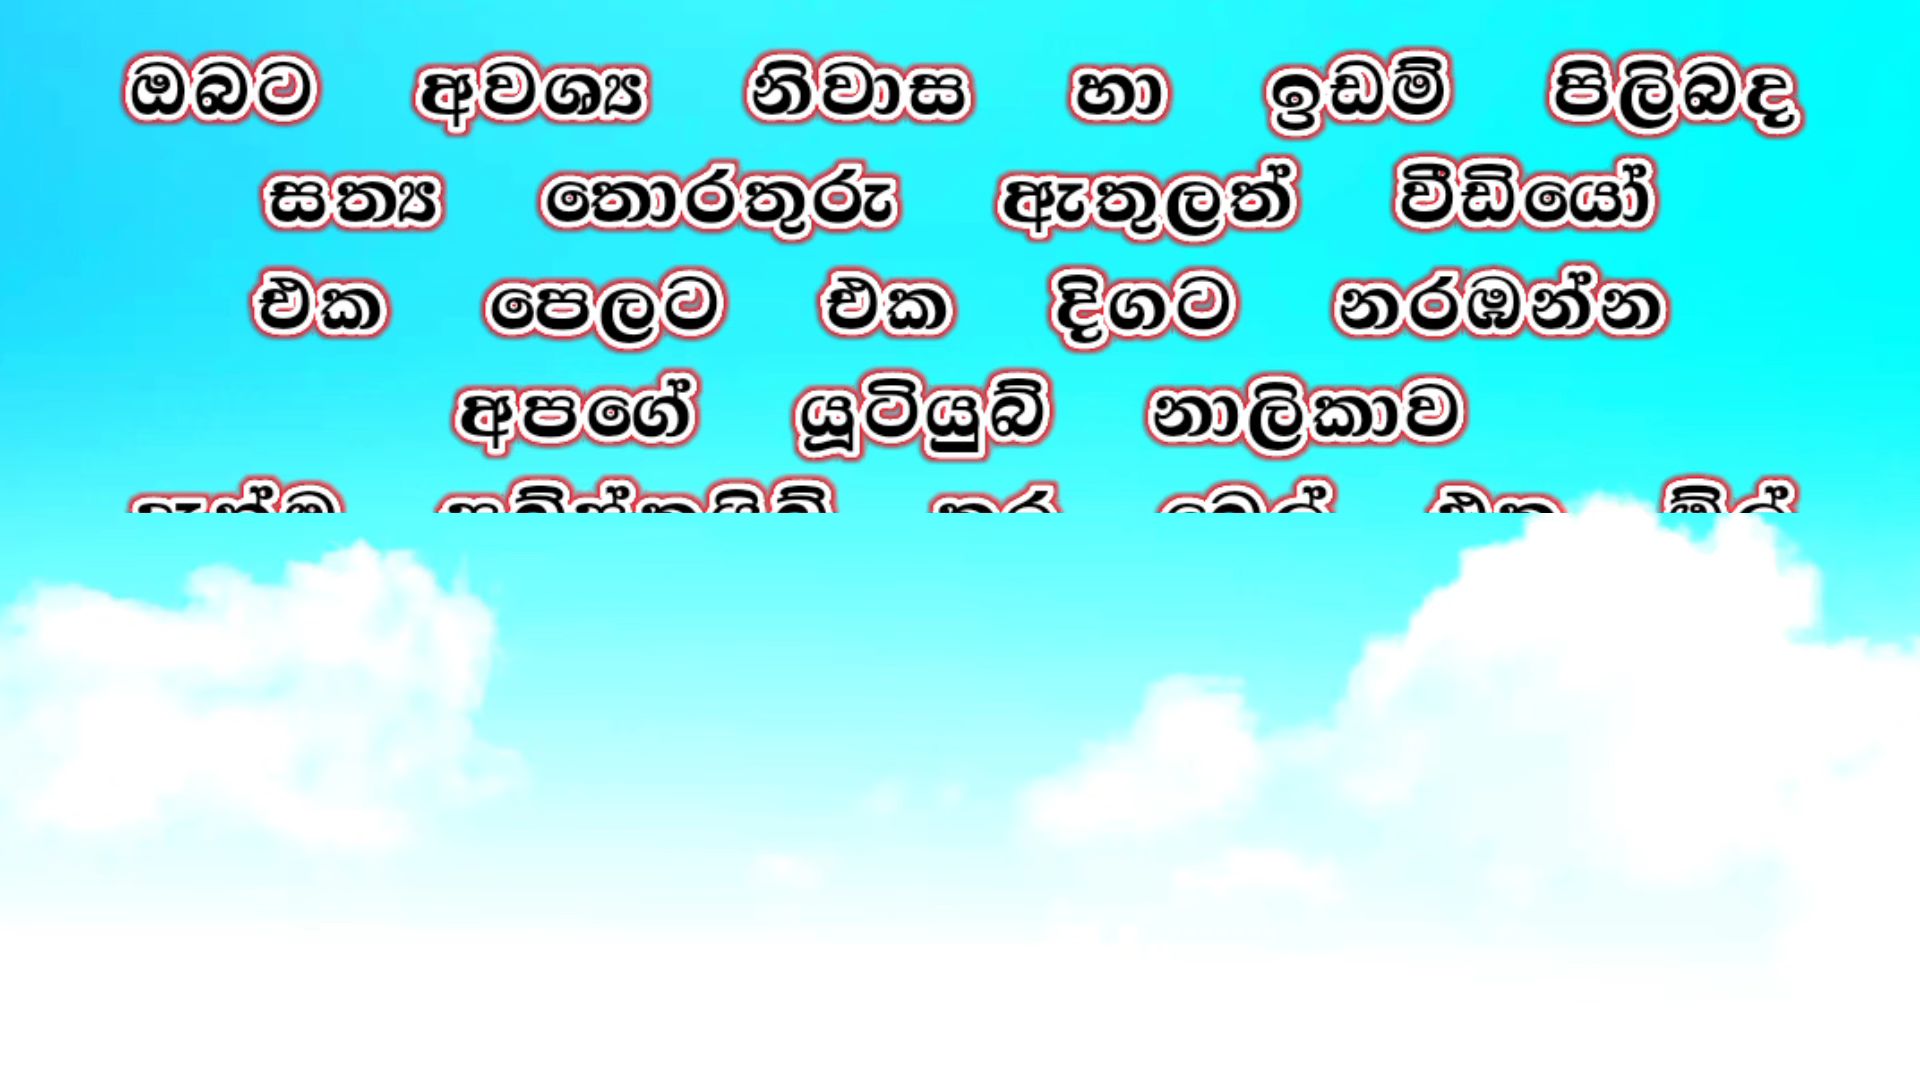 ඔබට අවශ්‍ය නිවාස හා ඉඩම් පිලිබද
සත්‍ය තොරතුරු ඇතුලත් වීඩියෝ
එක පෙලට එක දිගට නරඹන්න
අපගේ යූටියුබ් නාලිකාව